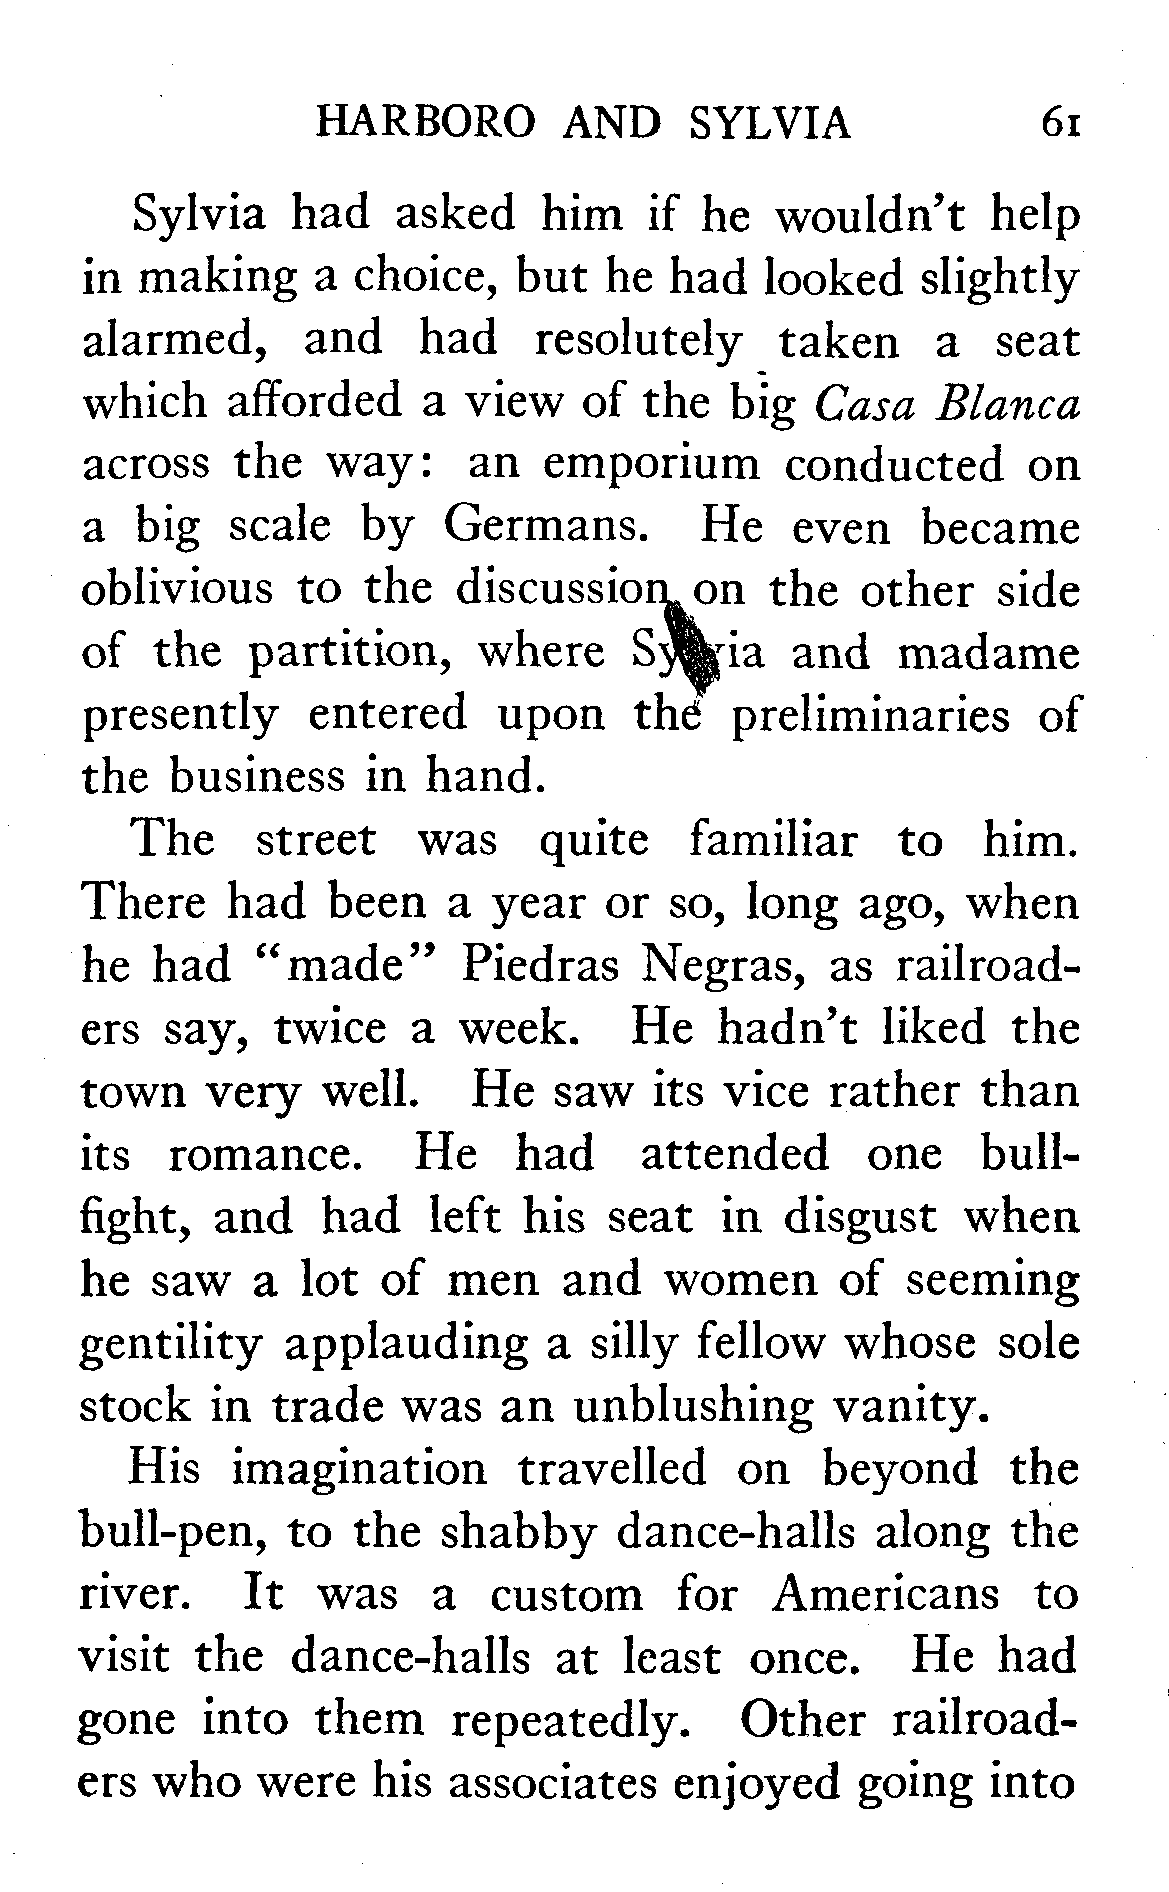 HARBORO AND SYLVIA 61
Sylvia had asked him if he wouldn't help
in making a choice, but he had looked slightly
alarmed, and had resolutely taken a seat
which afforded a view of the big Casa Blanca
across the way: an emporium conducted on
a big scale by Germans. He even became
oblivious to the discussion on the other side
of the partition, where Sylvia and madame
presently entered upon the preliminaries of
the business in hand.
The street was quite familiar to him.
There had been a year or so, long ago, when
he had "made" Piedras Negras, as railroad-
ers say, twice a week. He hadn't liked the
town very well. He saw its vice rather than
its romance. He had attended one bull-
fight, and had left his seat in disgust when
he saw a lot of men and women of seeming
gentility applauding a silly fellow whose sole
stock in trade was an unblushing vanity.
His imagination travelled on beyond the
bull-pen, to the shabby dance-halls along the
river. It was a custom for Americans to
visit the dance-halls at least once. He had
gone into them repeatedly. Other railroad-
ers who were his associates enjoyed going into